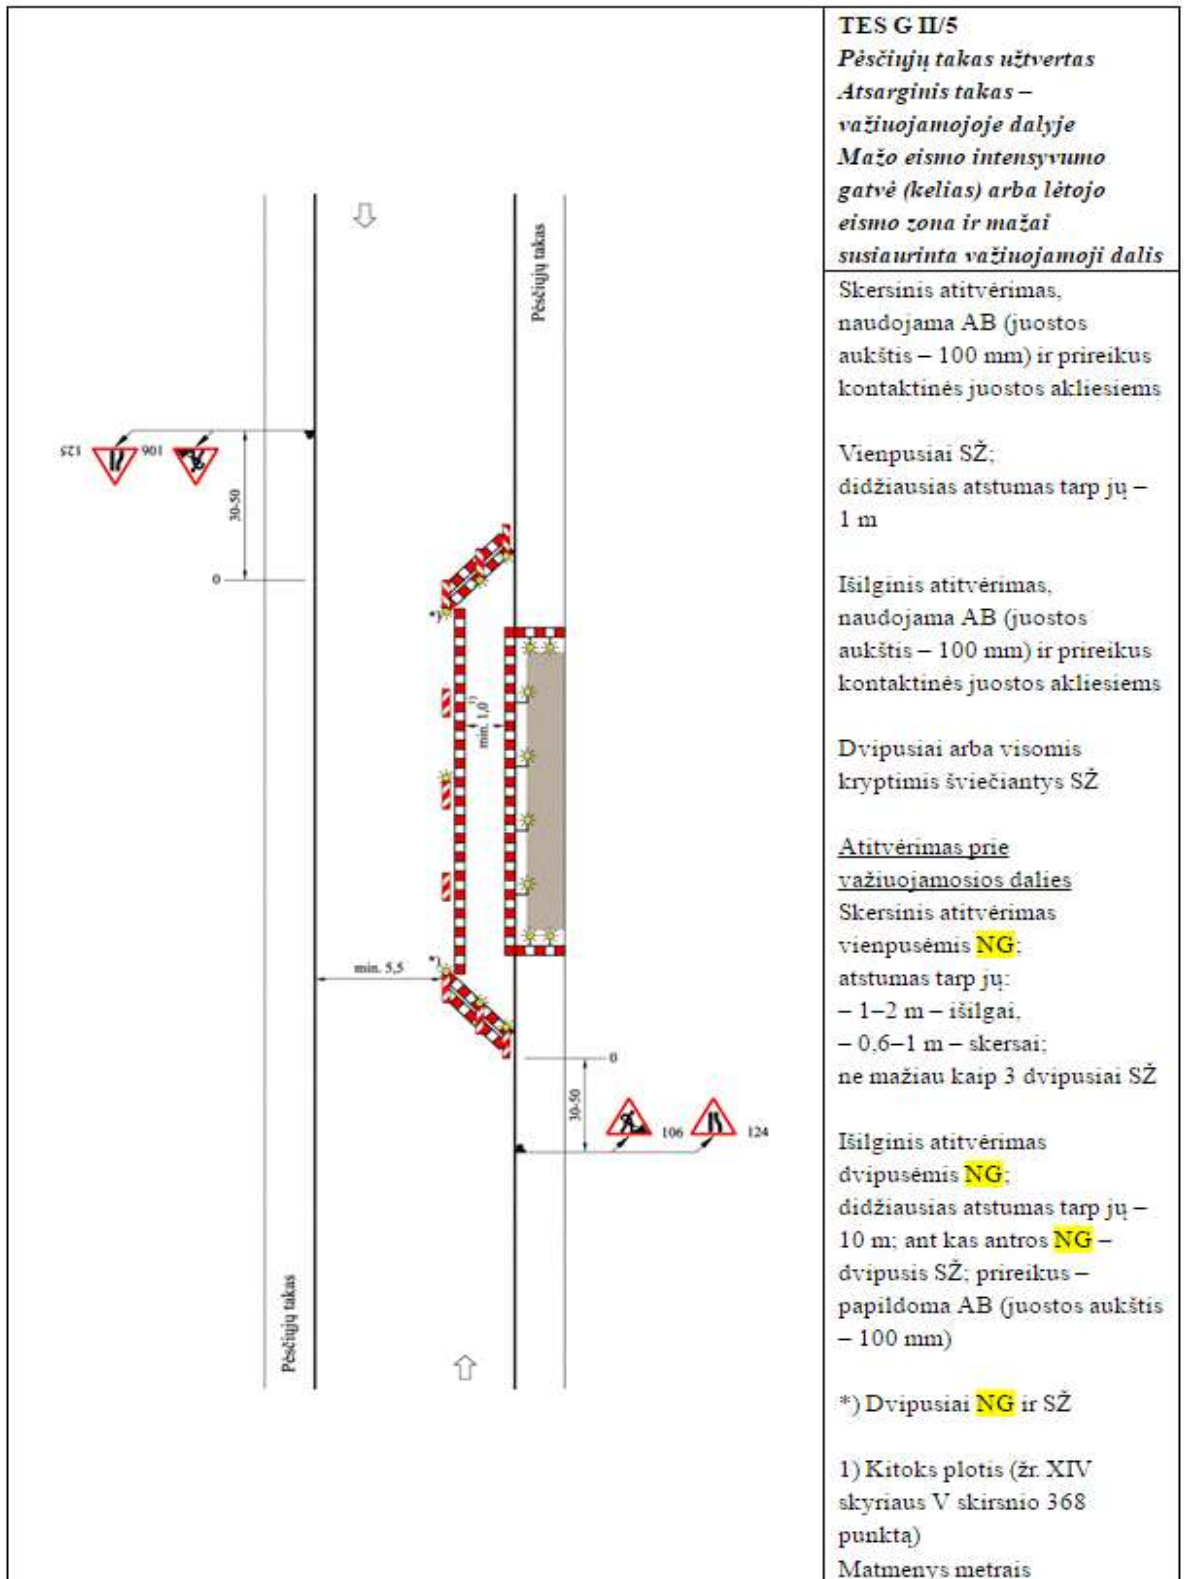 TES G II/5
Pėsčiųjų takas užtvertas
Atsarginis takas –
važiuojamojoje dalyje
Mažo eismo intensyvumo
gatvė (kelias) arba lėtojo
eismo zona ir mažai
susiaurinta važiuojamoji dalis
Skersinis atitvėrimas,
naudojama AB (juostos
aukštis – 100 mm) ir prireikus
kontaktinės juostos akliesiems
Vienpusiai SŽ;
didžiausias atstumas tarp jų –
1 m
Išilginis atitvėrimas,
naudojama AB (juostos
aukštis – 100 mm) ir prireikus
kontaktinės juostos akliesiems
Dvipusiai arba visomis
kryptimis šviečiantys SŽ
Atitvėrimas prie
važiuojamosios dalies
Skersinis atitvėrimas
vienpusėmis NG;
atstumas tarp jų:
– 1–2 m – išilgai,
– 0,6–1 m – skersai;
ne mažiau kaip 3 dvipusiai SŽ
Išilginis atitvėrimas
dvipusėmis NG;
didžiausias atstumas tarp jų –
10 m; ant kas antros NG –
dvipusis SŽ; prireikus –
papildoma AB (juostos aukštis
– 100 mm)
*) Dvipusiai NG ir SŽ
1) Kitoks plotis (žr. XIV
skyriaus V skirsnio 368
punktą)
Matmenys metrais
Pėsčiųjų takas
125
106
30-50
0
*)
1)
min. 1,0
*)
min. 5,5
0
30-50
106
124
Pėsčiųjų takas